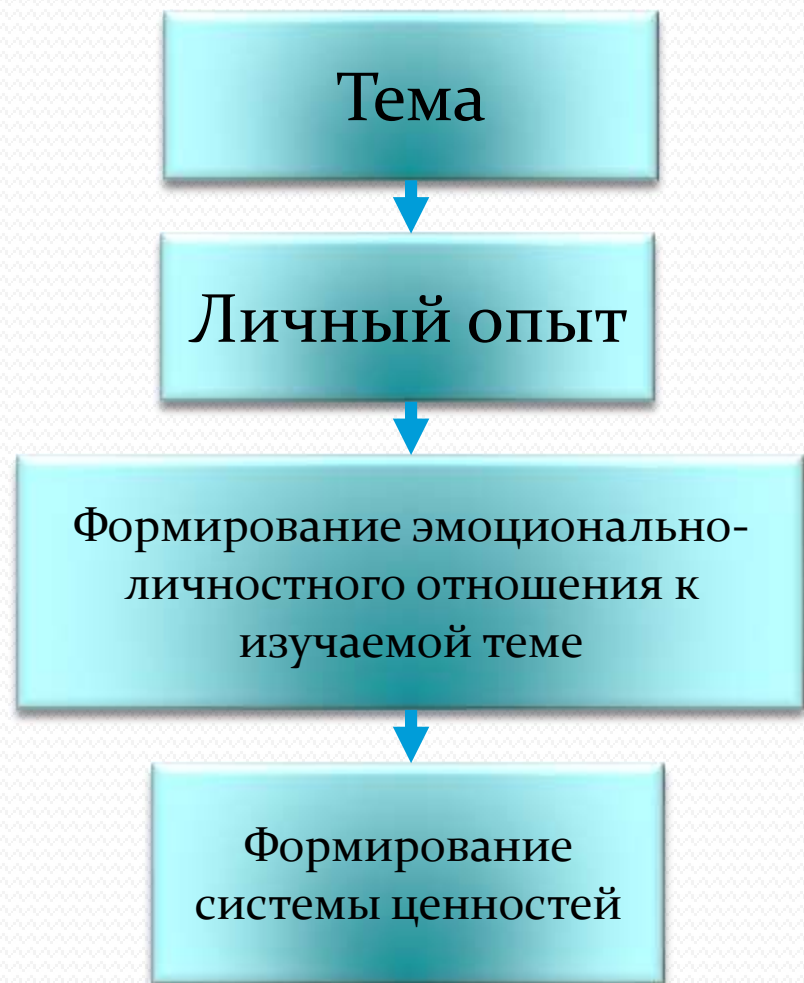 Тема
Личный опыт
Формирование эмоционально-
личностного отношения к
изучаемой теме
Формирование
системы ценностей